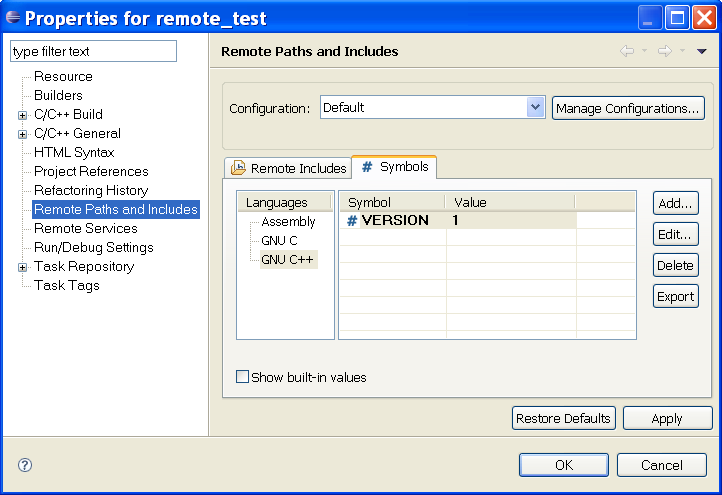 Properties for remote_test
type filter text
Resource
Builders
C/C++ Build
C/C++ General
HTML Syntax
Project References
Refactoring History
Remote Paths and Includes
Remote Services
Run/Debug Settings
Task Repository
Task Tags
Remote Paths and Includes
Configuration: Default Manage Configurations...
Remote Includes # Symbols
Languages Symbol Value
Assembly
GNU C
GNU C++
# VERSION 1
Add...
Edit...
Delete
Export
Show built-in values
Restore Defaults Apply
? OK Cancel